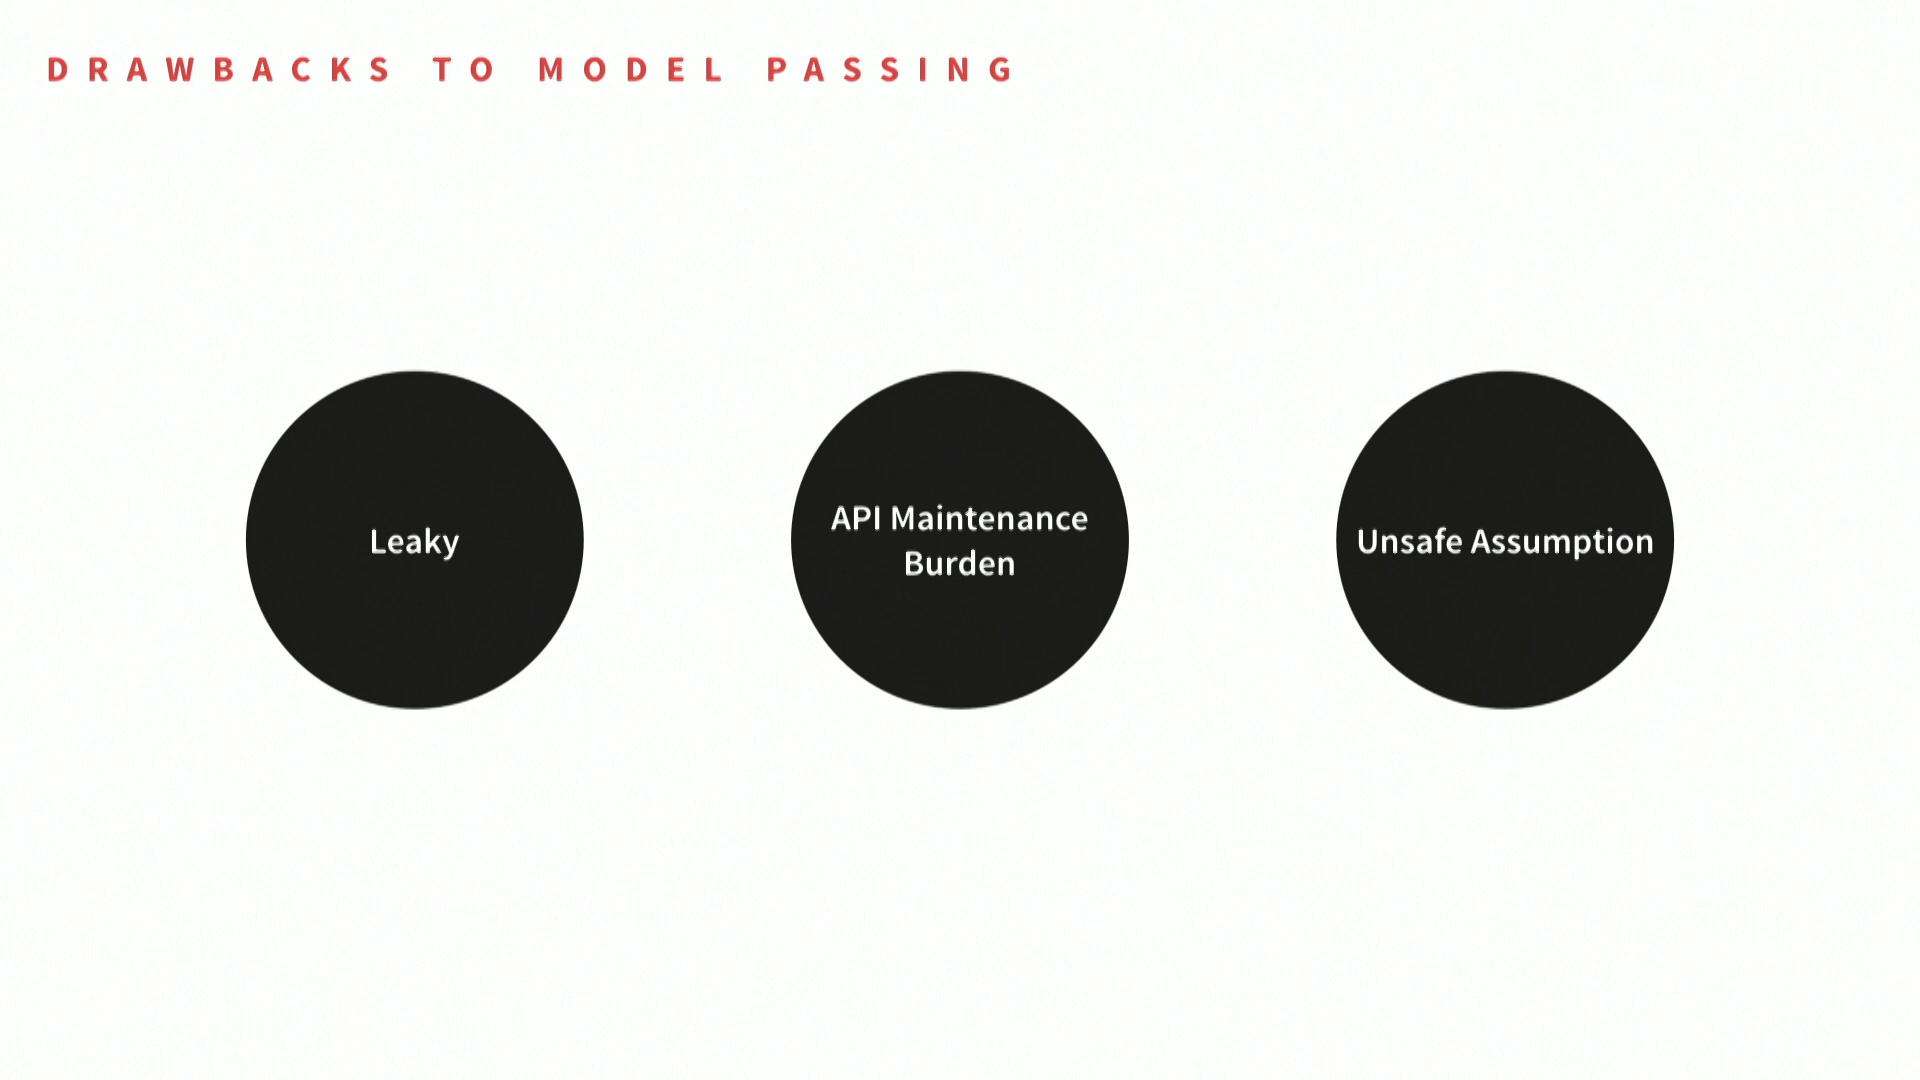 DRAWBACKS TO MODEL PASSING
Leaky
API Maintenance
Burden
Unsafe Assumption